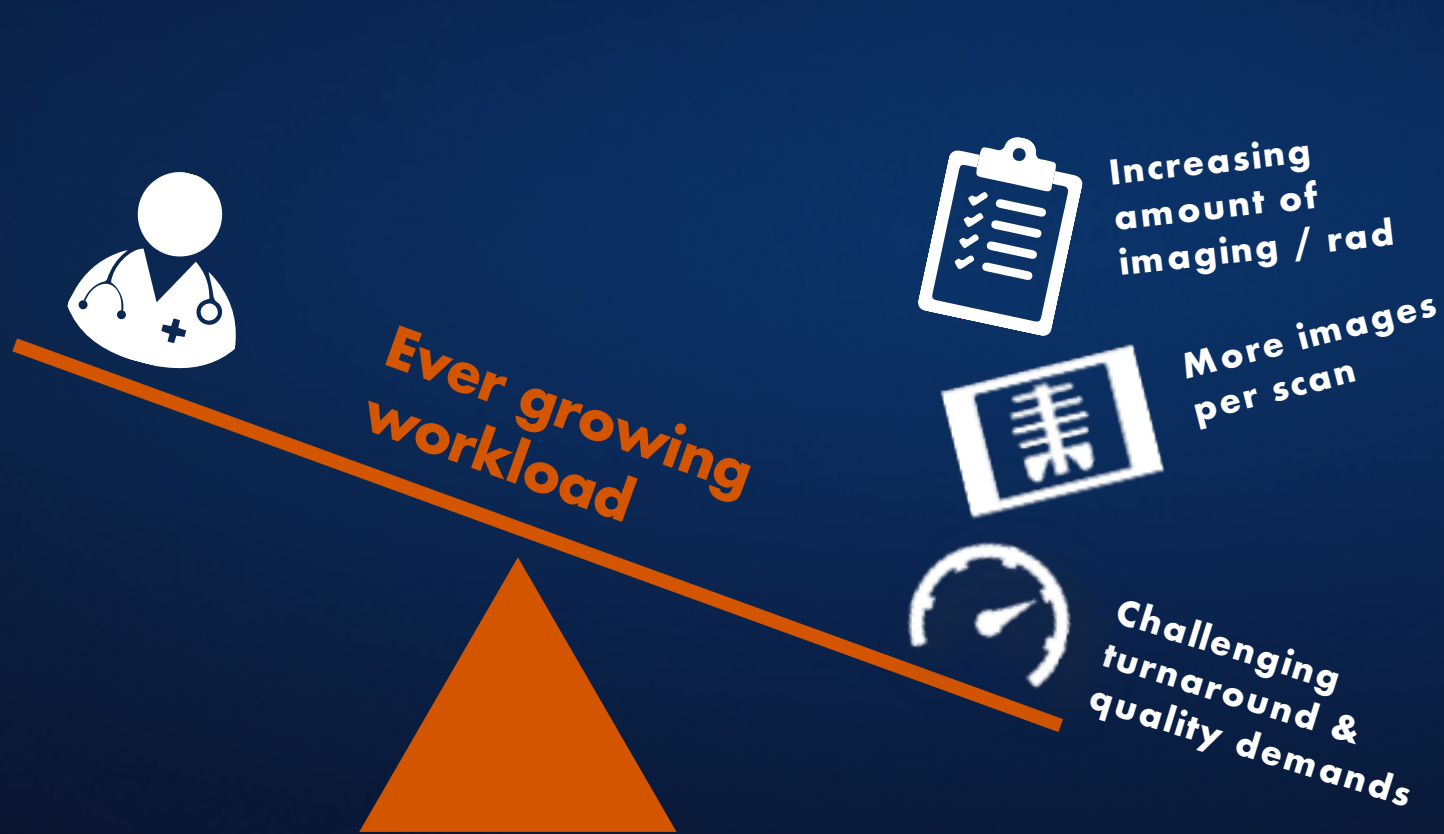 Increasing
amount of
imaging / rad
More images
per scan
Ever growing
workload
Challenging
turnaround &
quality demands